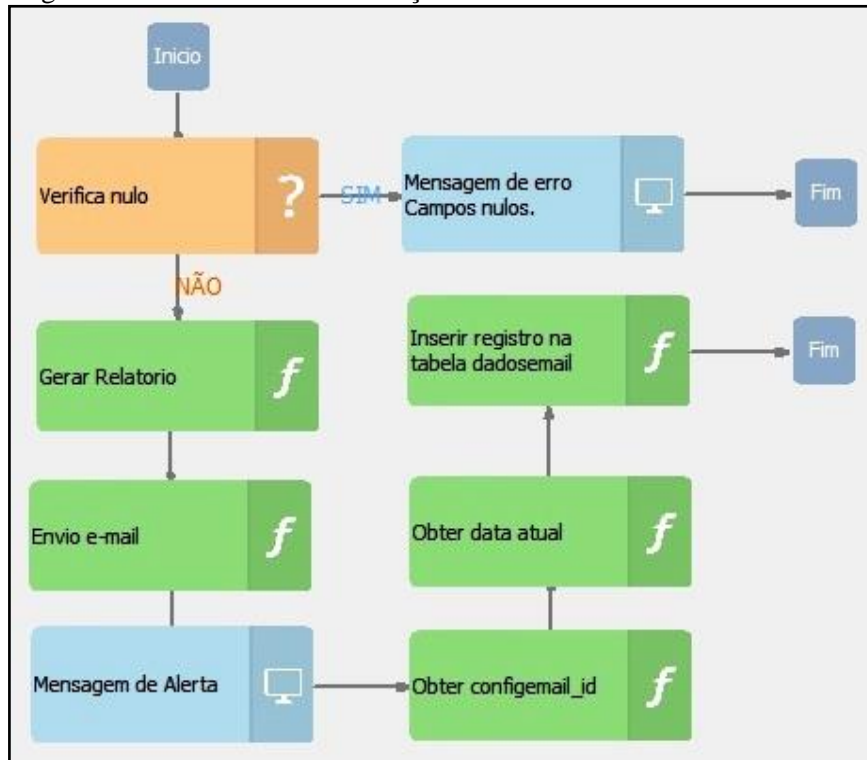 Inicio
Verifica nulo
?
SIM
Mensagem de erro
Campos nulos.
Fim
NÃO
Gerar Relatorio
f
Inserir registro na
tabela dadosemail
f
Fim
Envio e-mail
f
Obter data atual
f
Mensagem de Alerta
Obter configemail_id
f